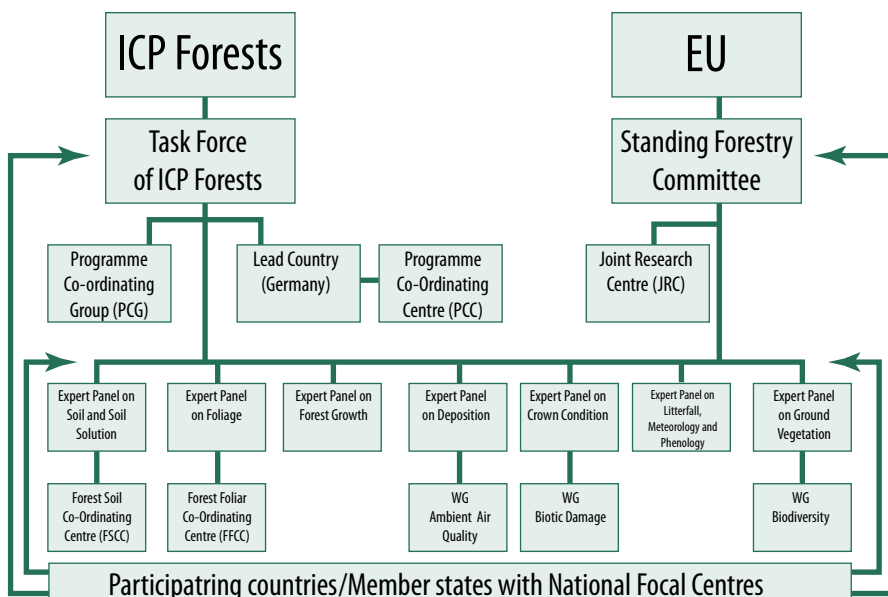 ICP Forests
EU
Task Force
of ICP Forests
Standing Forestry
Committee
Programme
Co-ordinating
Group (PCG)
Lead Country
(Germany)
Programme
Co-Ordinating
Centre (PCC)
Joint Research
Centre (JRC)
Expert Panel on
Soil and Soil
Solution
Expert Panel
on Foliage
Expert Panel on
Forest Growth
Expert Panel
on Deposition
Expert Panel on
Crown Condition
Expert Panel on
Litterfall,
Meteorology and
Phenology
Expert Panel
on Ground
Vegetation
Forest Soil
Co-Ordinating
Centre (FSCC)
Forest Foliar
Co-Ordinating
Centre (FFCC)
WG
Ambient Air
Quality
WG
Biotic Damage
WG
Biodiversity
Participatring countries/Member states with National Focal Centres